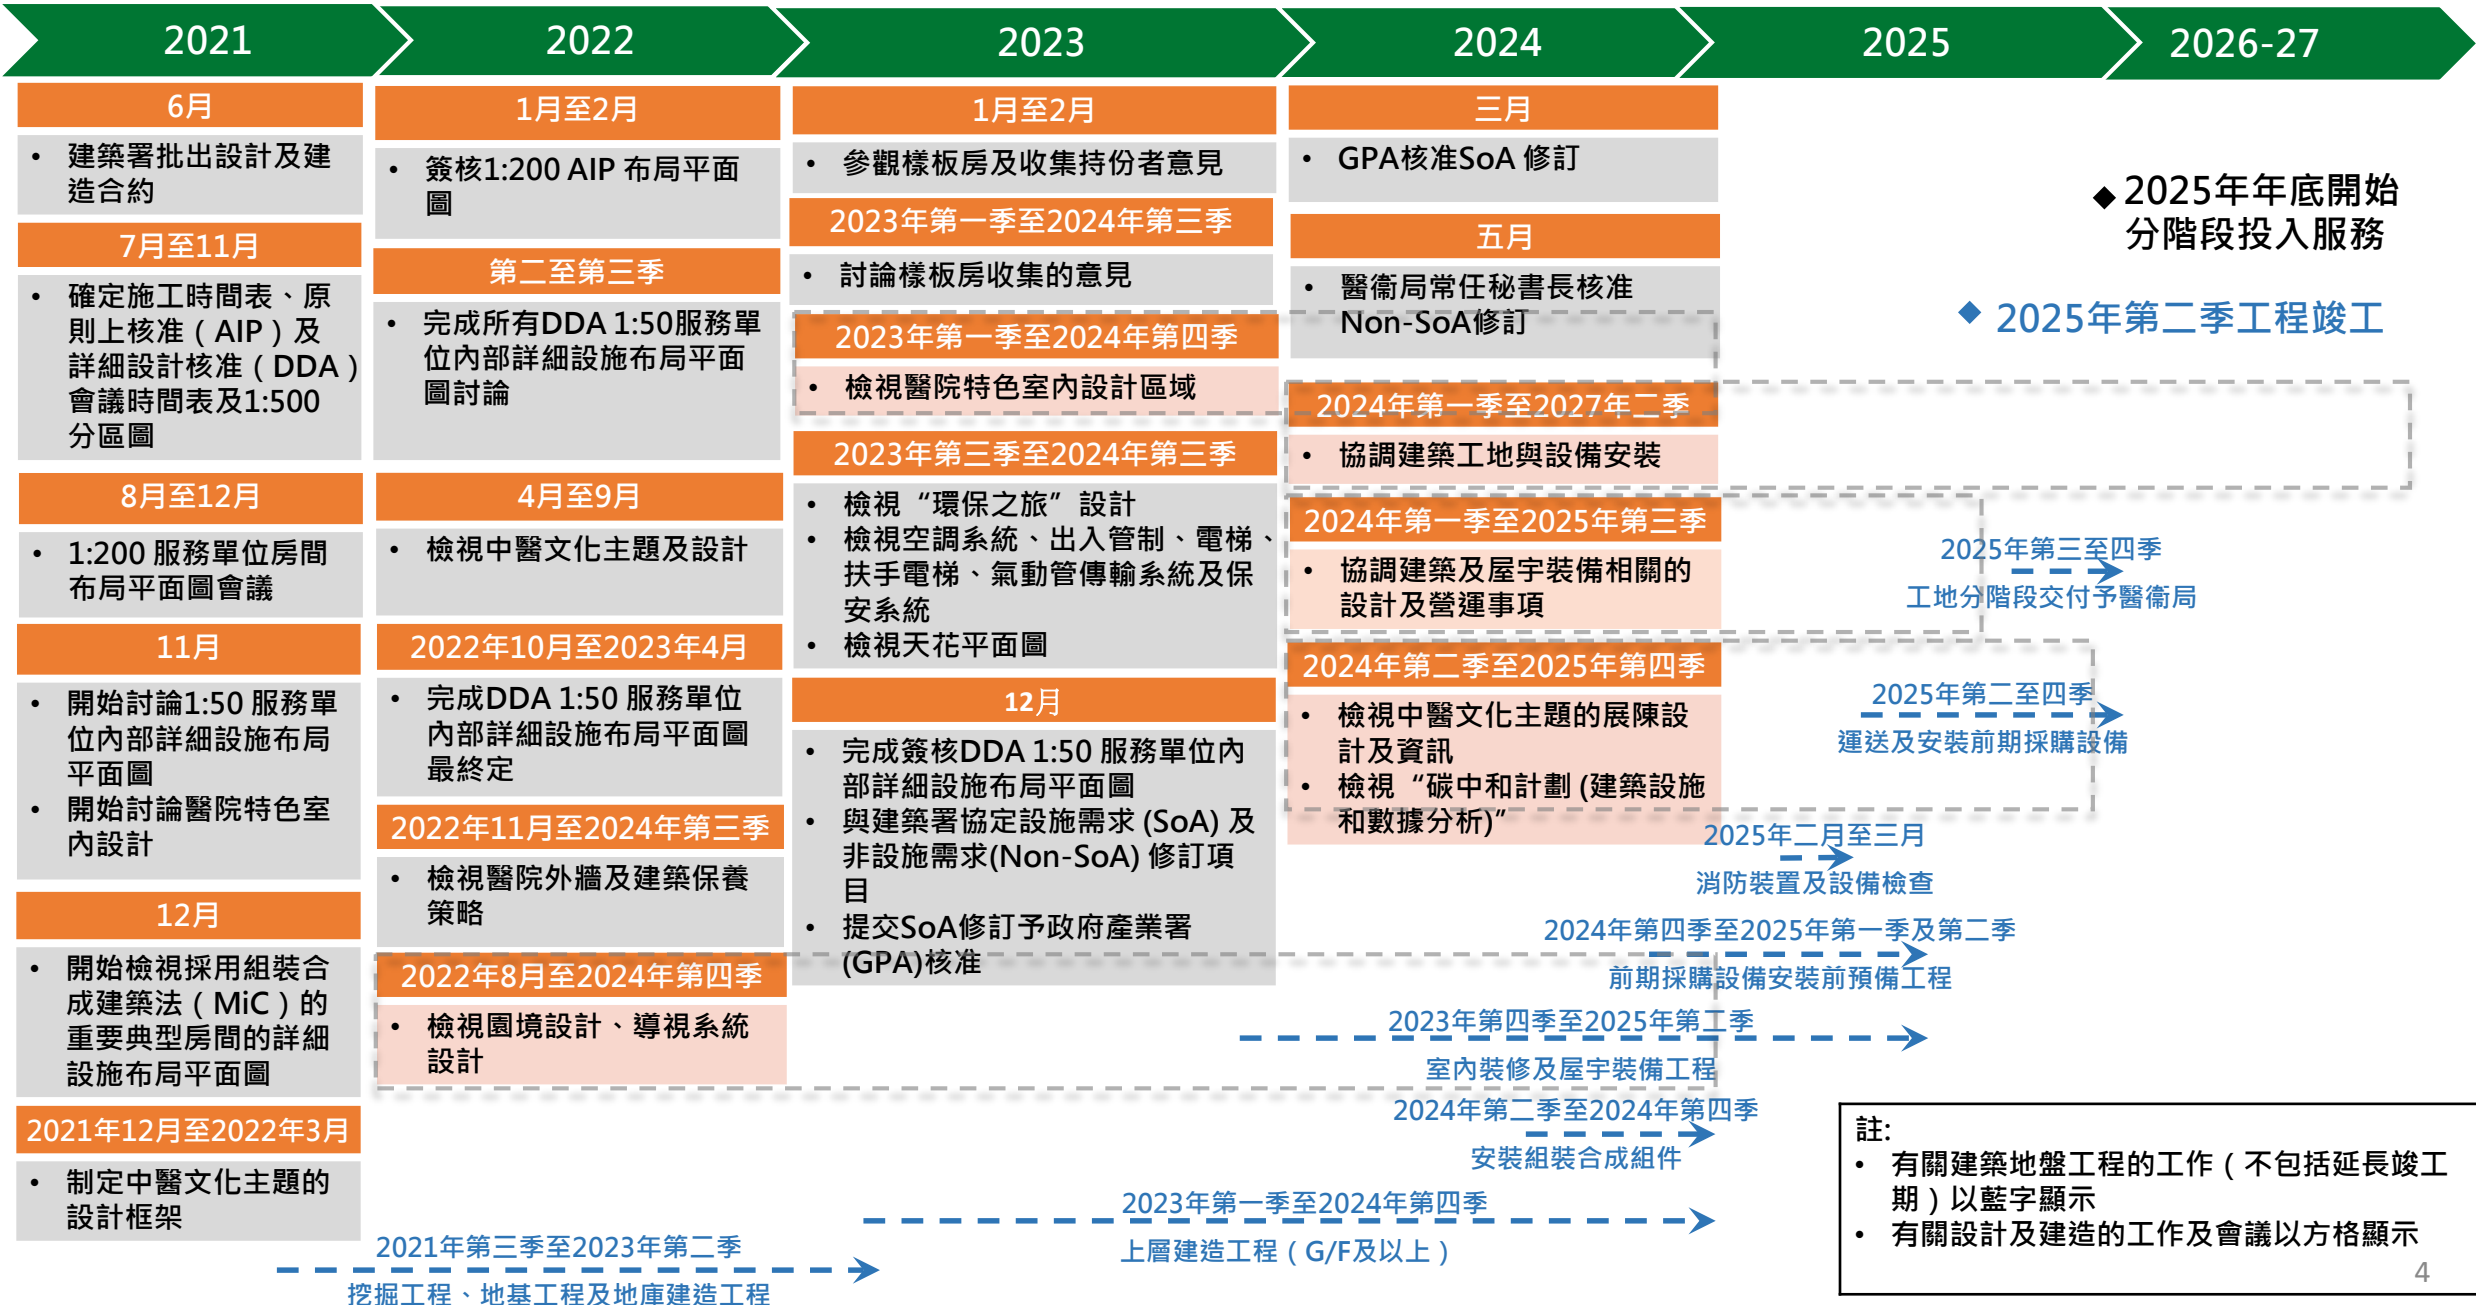 2021
2022
2023
2024
2025
2026-27
6月
• 建築署批出設計及建
造合約
7月至11月
• 確定施工時間表、原
則上核准（AIP）及
詳細設計核准（DDA）
會議時間表及1:500
分區圖
8月至12月
• 1:200 服務單位房間
布局平面圖會議
11月
• 開始討論1:50 服務單
位內部詳細設施布局
平面圖
• 開始討論醫院特色室
內設計
12月
• 開始檢視採用組裝合
成建築法（MiC）的
重要典型房間的詳細
設施布局平面圖
2021年12月至2022年3月
• 制定中醫文化主題的
設計框架
1月至2月
• 簽核1:200 AIP 布局平面
圖
第二至第三季
• 完成所有DDA 1:50服務單
位內部詳細設施布局平面
圖討論
4月至9月
• 檢視中醫文化主題及設計
2022年10月至2023年4月
• 完成DDA 1:50 服務單位
內部詳細設施布局平面圖
最終定
2022年11月至2024年第三季
• 檢視醫院外牆及建築保養
策略
2022年8月至2024年第四季
• 檢視園境設計、導視系統
設計
1月至2月
• 參觀樣板房及收集持份者意見
2023年第一季至2024年第三季
• 討論樣板房收集的意見
2023年第一季至2024年第四季
• 檢視醫院特色室內設計區域
2023年第三季至2024年第三季
• 檢視“環保之旅”設計
• 檢視空調系統、出入管制、電梯、
扶手電梯、氣動管傳輸系統及保
安系統
• 檢視天花平面圖
12月
• 完成簽核DDA 1:50 服務單位內
部詳細設施布局平面圖
• 與建築署協定設施需求 (SoA) 及
非設施需求(Non-SoA) 修訂項
目
• 提交SoA修訂予政府產業署
(GPA)核准
三月
• GPA核准SoA 修訂
五月
• 醫衞局常任秘書長核准
Non-SoA修訂
2024年第一季至2027年二季
• 協調建築工地與設備安裝
2024年第一季至2025年第三季
• 協調建築及屋宇裝備相關的
設計及營運事項
2024年第二季至2025年第四季
• 檢視中醫文化主題的展陳設
計及資訊
• 檢視“碳中和計劃 (建築設施
和數據分析)”
◆ 2025年年底開始
分階段投入服務
◆ 2025年第二季工程竣工
2025年第三至四季
工地分階段交付予醫衞局
2025年第二至四季
運送及安裝前期採購設備
2025年二月至三月
消防裝置及設備檢查
2024年第四季至2025年第一季及第二季
前期採購設備安裝前預備工程
2023年第四季至2025年第二季
室內裝修及屋宇裝備工程
2024年第二季至2024年第四季
安裝組裝合成組件
2023年第一季至2024年第四季
上層建造工程（G/F及以上）
2021年第三季至2023年第二季
挖掘工程、地基工程及地庫建造工程
註:
• 有關建築地盤工程的工作（不包括延長竣工
期）以藍字顯示
• 有關設計及建造的工作及會議以方格顯示
4